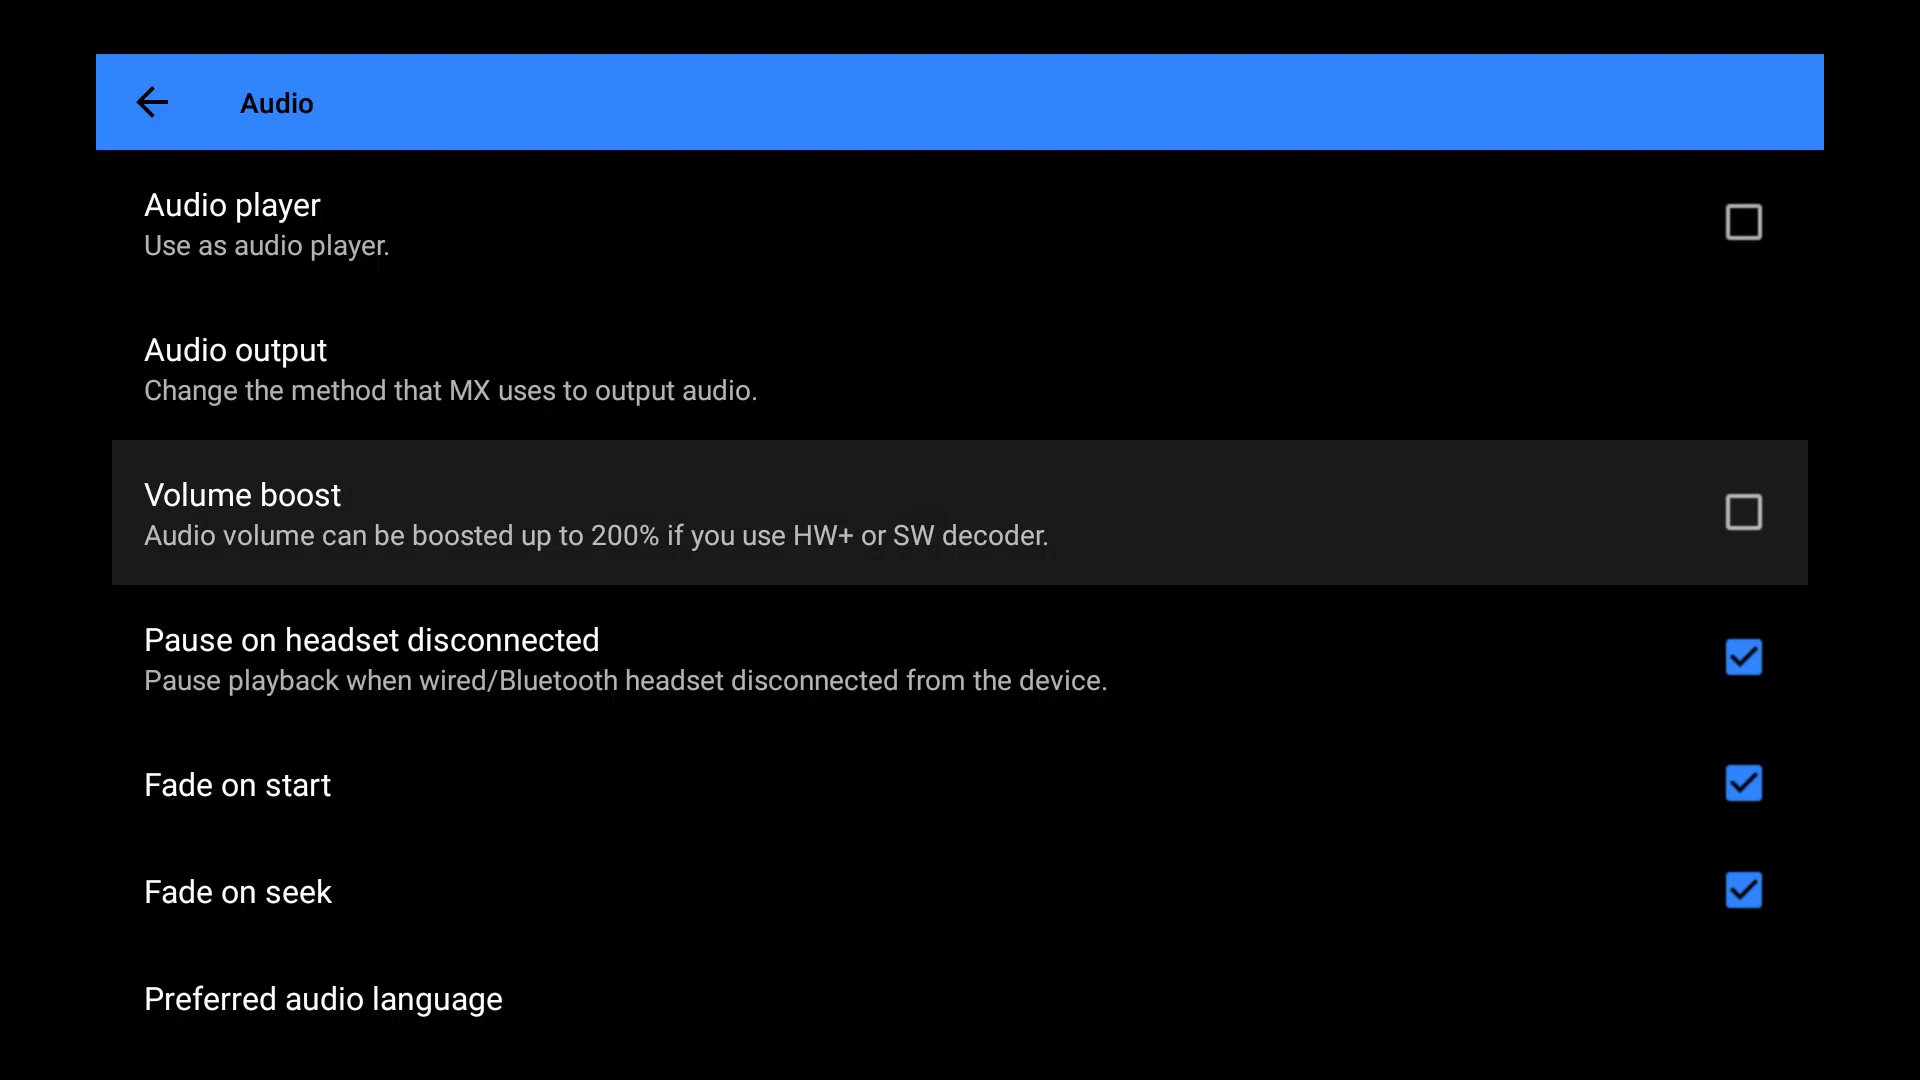 Audio
Audio player
Use as audio player.
Audio output
Change the method that MX uses to output audio.
Volume boost
Audio volume can be boosted up to 200% if you use HW+ or SW decoder.
Pause on headset disconnected
Pause playback when wired/Bluetooth headset disconnected from the device.
Fade on start
Fade on seek
Preferred audio language